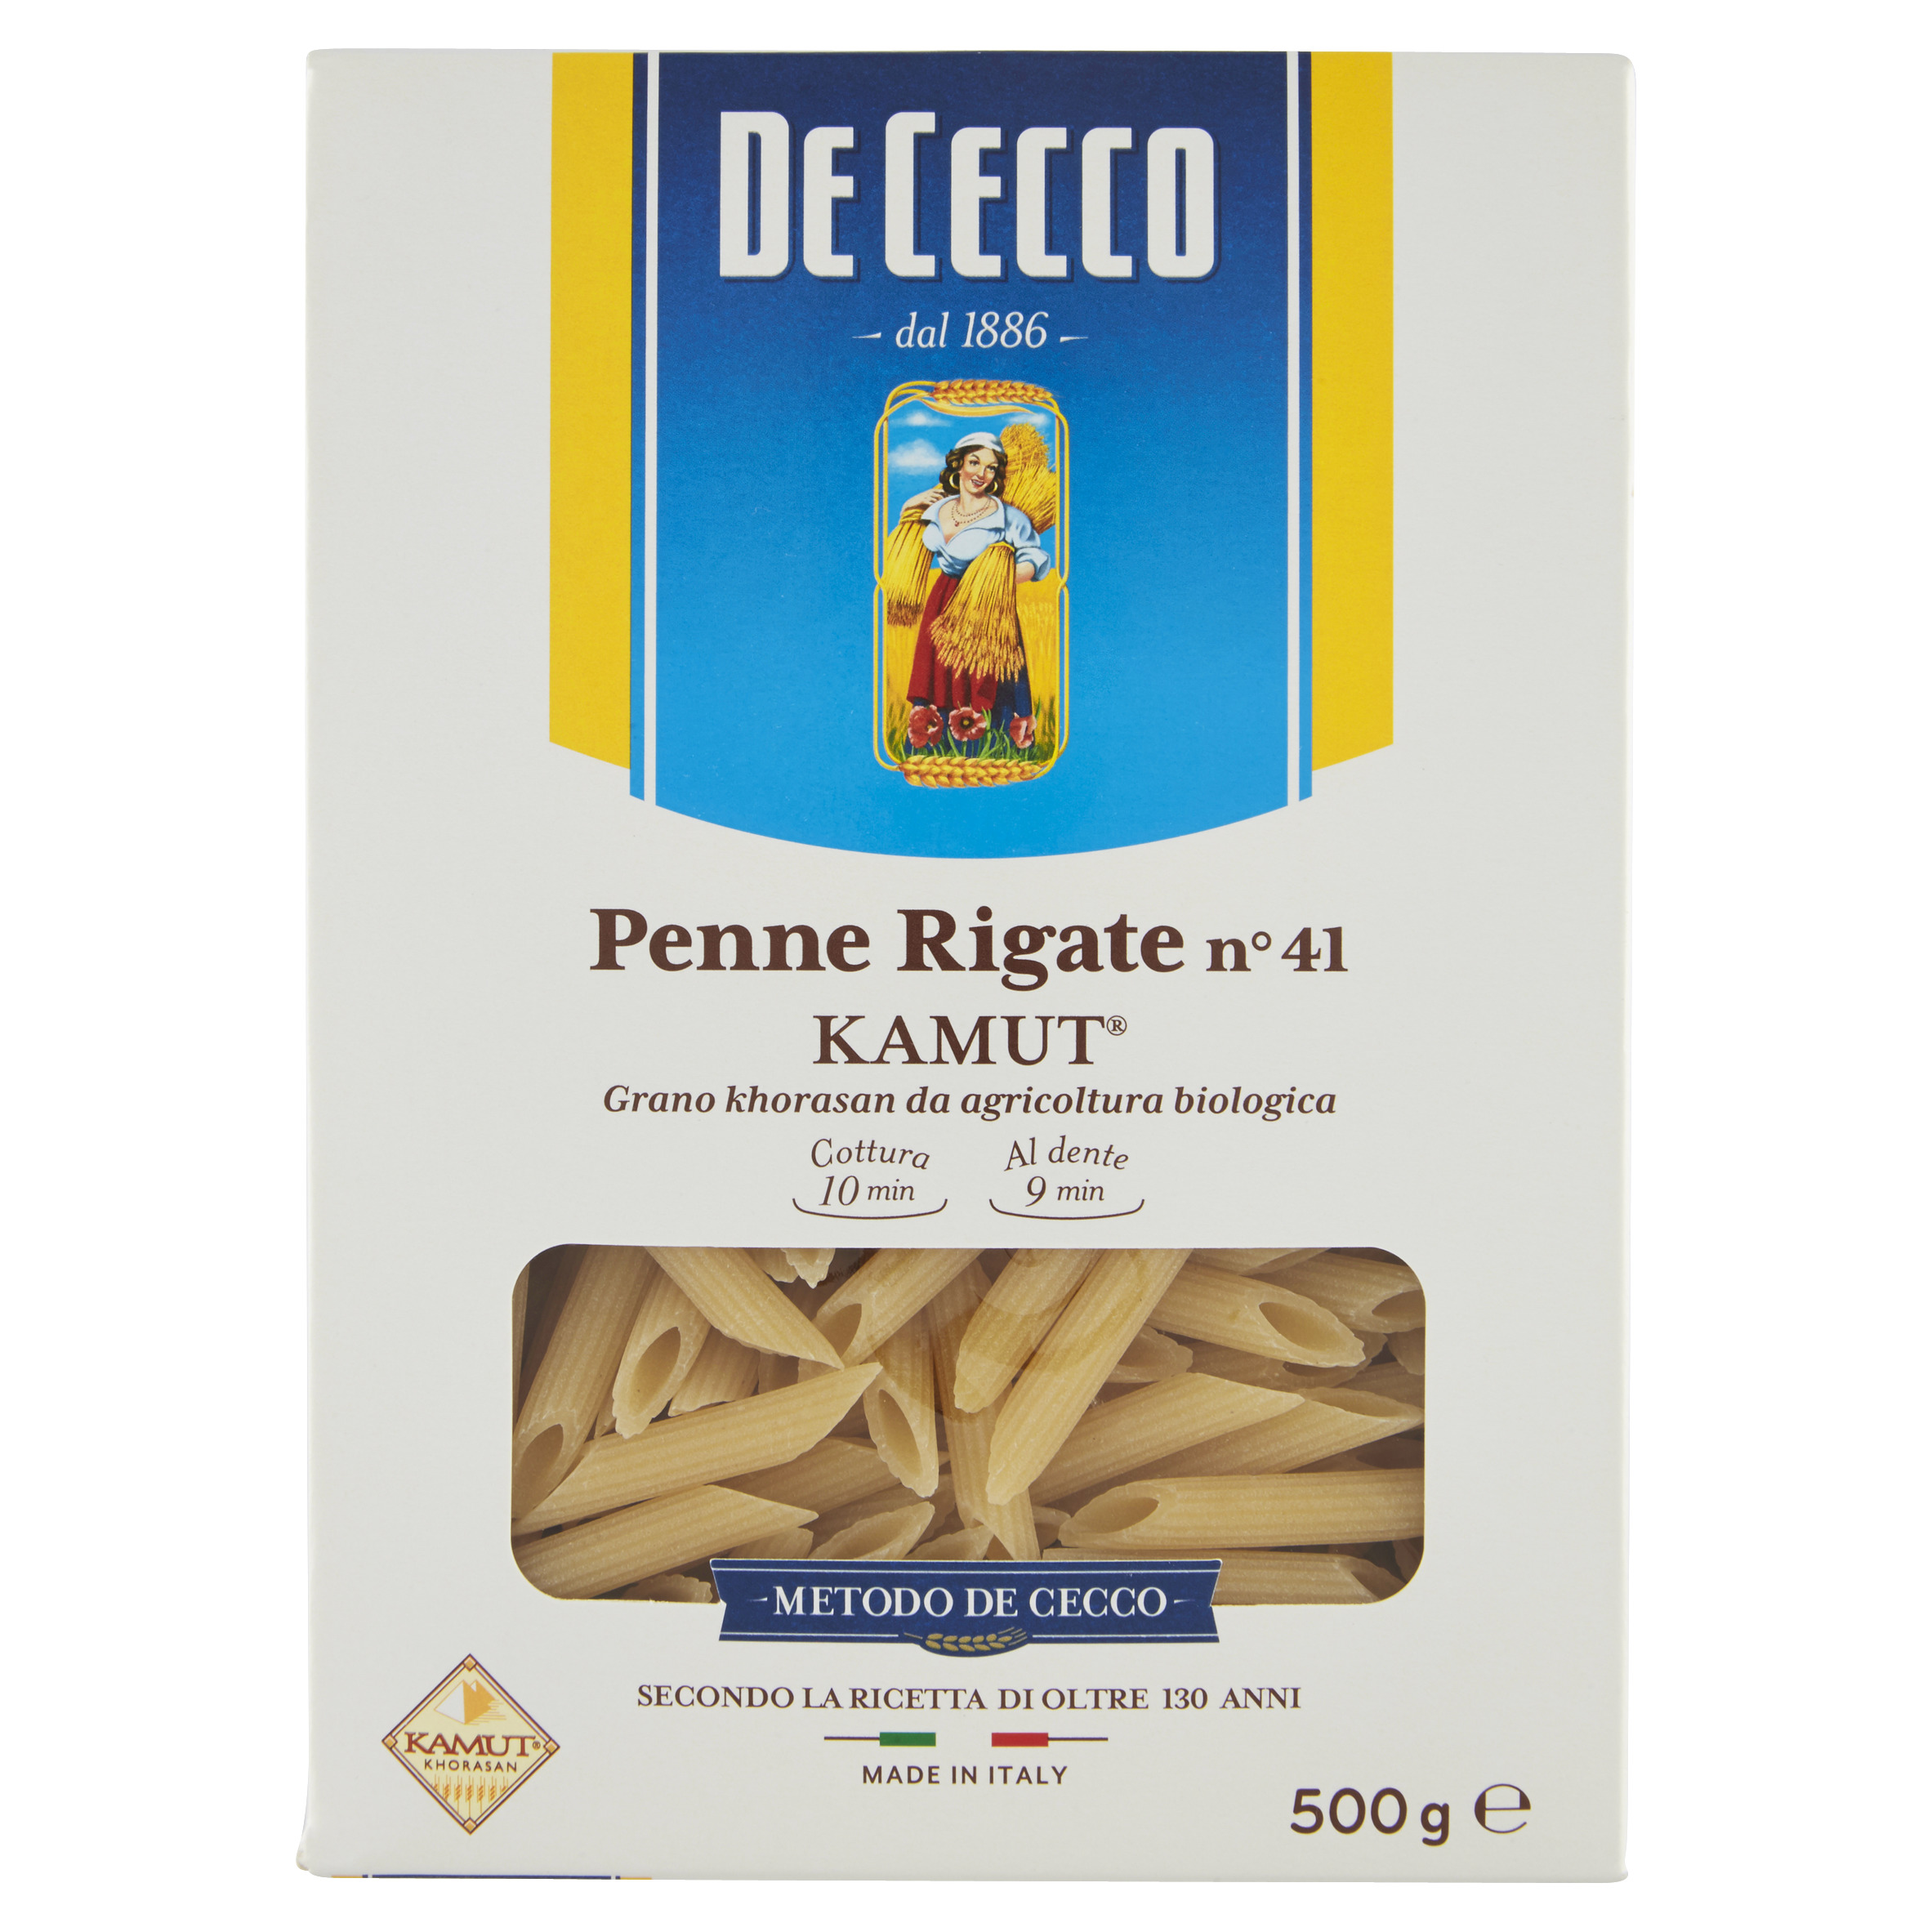 DE CECCO
dal 1886
Penne Rigate n° 41
KAMUT®
Grano khorasan da agricoltura biologica
Cottura
10 min
Al dente
9 min
METODO DE CECCO
SECONDO LA RICETTA DI OLTRE 130 ANNI
MADE IN ITALY
KAMUT®
KHORASAN
500 g ℮